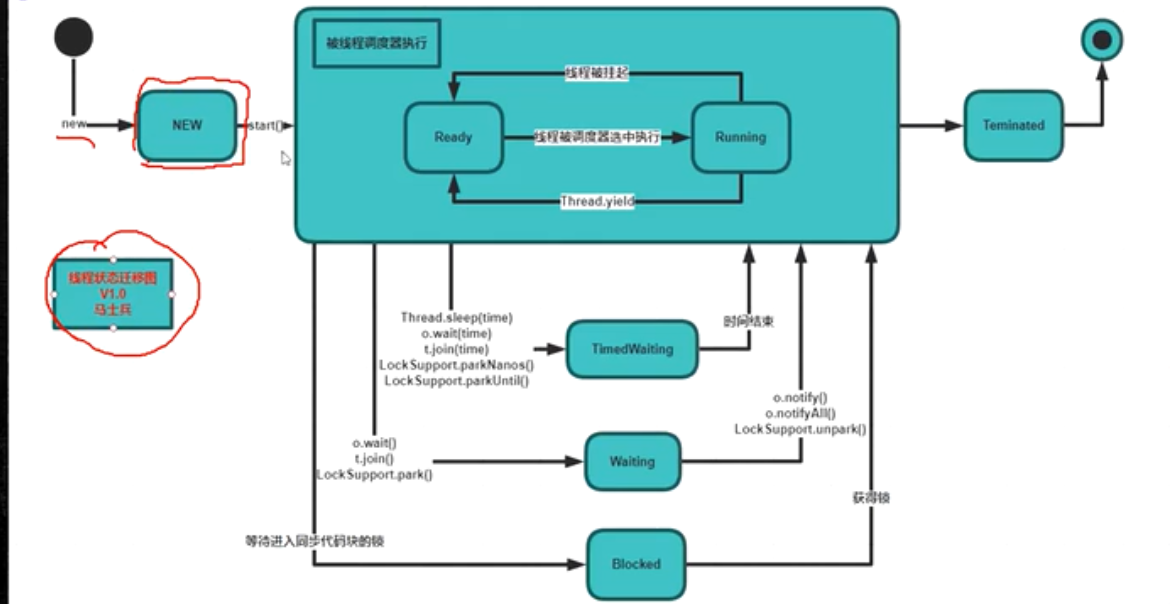 被线程调度器执行
线程被挂起
new
NEW
start()
Ready
线程被调度器选中执行
Running
Teminated
Thread.yield
线程状态迁移图
V1.0
马士兵
Thread.sleep(time)
o.wait(time)
t.join(time)
LockSupport.parkNanos()
LockSupport.parkUntil()
TimedWaiting
时间结束
o.notify()
o.notifyAll()
LockSupport.unpark()
o.wait()
t.join()
LockSupport.park()
Waiting
获得锁
等待进入同步代码块的锁
Blocked